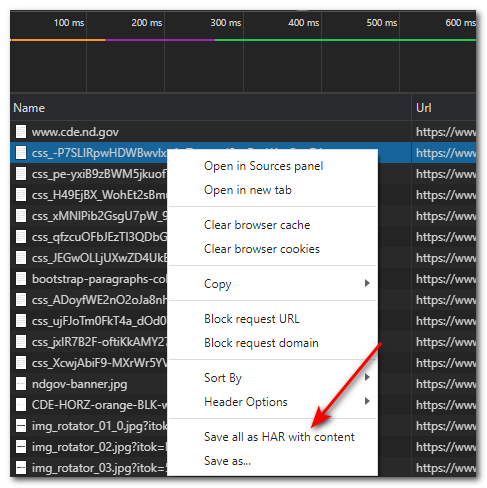 100 ms 200 ms 300 ms 400 ms 500 ms 600 ms
Name Url
www.cde.nd.gov https://www
https://www
css_pe-yxiB9zBWM5jkuof https://www
css_H49EjBX_WohEt2sBm https://www
css_xMNIPib2GsgU7pW_9 https://www
css_qfzcuOFbJEzTI3QDbG https://www
css_JEGwOLLjUXwZD4UkB https://www
bootstrap-paragraphs-col https://www
css_ADoyfWE2nO2oJa8nh https://www
css_ujFJoTm0FkT4a_dOd0 https://www
css_jxIR7B2F-oftiKkAMY27 https://www
css_XcwjAbiF9-MXrWr5YV https://www
ndgov-banner.jpg https://www
CDE-HORZ-orange-BLK-w https://www
img_rotator_01_0.jpg?itok= https://www
img_rotator_02.jpg?itok= https://www
img_rotator_03.jpg?itok= https://www
Open in Sources panel
Open in new tab
Clear browser cache
Clear browser cookies
Copy
Block request URL
Block request domain
Sort By
Header Options
Save all as HAR with content
Save as...